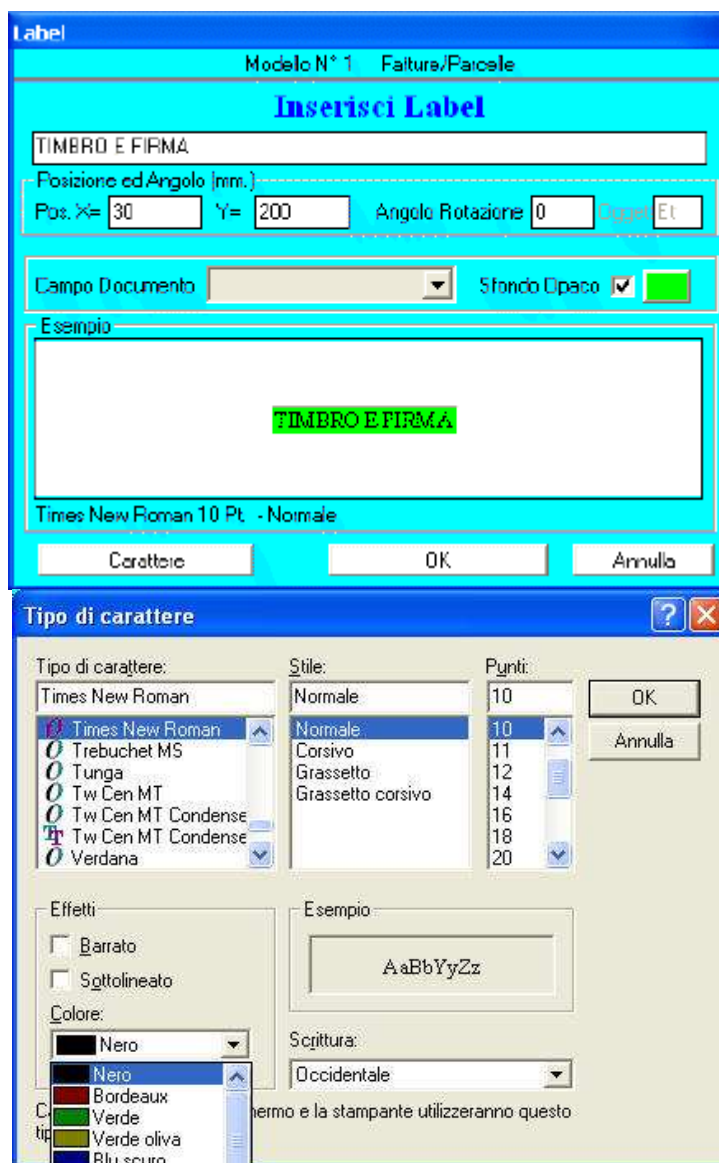 Label
Modello N° 1 Fatture/Parcelle
Inserisci Label
TIMBRO E FIRMA
Posizione ed Angolo (mm.)
Pos. X= 30 Y= 200 Angolo Rotazione 0 Ogget Et
Campo Documento Sfondo Opaco
Esempio
TIMBRO E FIRMA
Times New Roman 10 Pt. - Normale
Carattere OK Annulla
Tipo di carattere
Tipo di carattere: Stile: Punti:
Times New Roman Normale 10 OK
Times New Roman Normale 10 Annulla
Trebuchet MS Corsivo 11
Tunga Grassetto 12
Tw Cen MT Grassetto corsivo 14
Tw Cen MT Condense 16
Tw Cen MT Condense 18
Verdana 20
Effetti Esempio
Barrato
Sottolineato AaBbYyZz
Colore:
Nero Scrittura:
Nero Occidentale
Bordeaux
Verde hermo e la stampante utilizzeranno questo
Verde oliva
Blu scuro